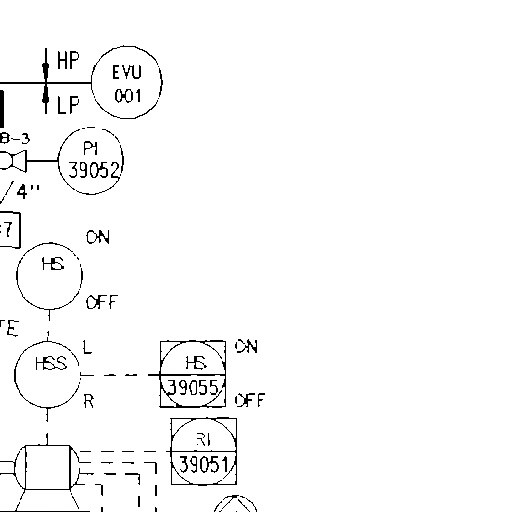 HP
EVU
001
LP
B-3
PI
39052
4"
7
ON
HS
OFF
TE
L
HSS
R
ON
HS
39055
OFF
RI
39051